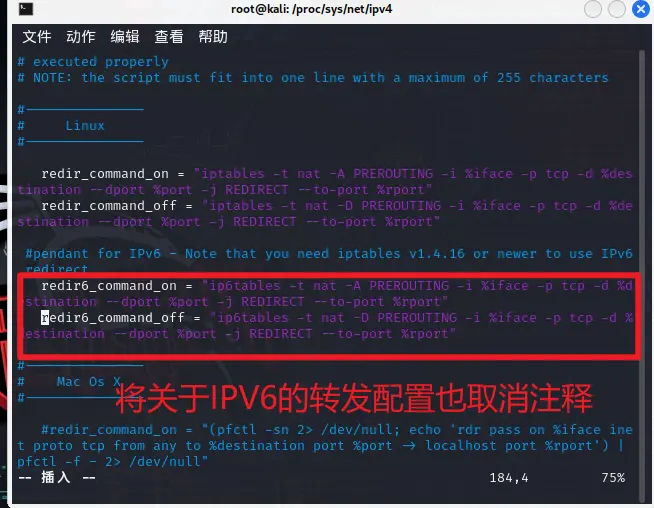 root@kali: /proc/sys/net/ipv4
文件 动作 编辑 查看 帮助
# executed properly
# NOTE: the script must fit into one line with a maximum of 255 characters
#---------------
#     Linux
#---------------
redir_command_on = "iptables -t nat -A PREROUTING -i %iface -p tcp -d %des
tination --dport %port -j REDIRECT --to-port %rport"
redir_command_off = "iptables -t nat -D PREROUTING -i %iface -p tcp -d %de
stination --dport %port -j REDIRECT --to-port %rport"
#pendant for IPv6 - Note that you need iptables v1.4.16 or newer to use IPv6
redirect
redir6_command_on = "ip6tables -t nat -A PREROUTING -i %iface -p tcp -d %d
estination --dport %port -j REDIRECT --to-port %rport"
redir6_command_off = "ip6tables -t nat -D PREROUTING -i %iface -p tcp -d %
destination --dport %port -j REDIRECT --to-port %rport"
#---------------
#    Mac Os X
#---------------
将关于IPV6的转发配置也取消注释
#redir_command_on = "(pfctl -sn 2> /dev/null; echo 'rdr pass on %iface ine
t proto tcp from any to %destination port %port -> localhost port %rport') |
pfctl -f - 2> /dev/null"
-- 插入 --                                184,4         75%